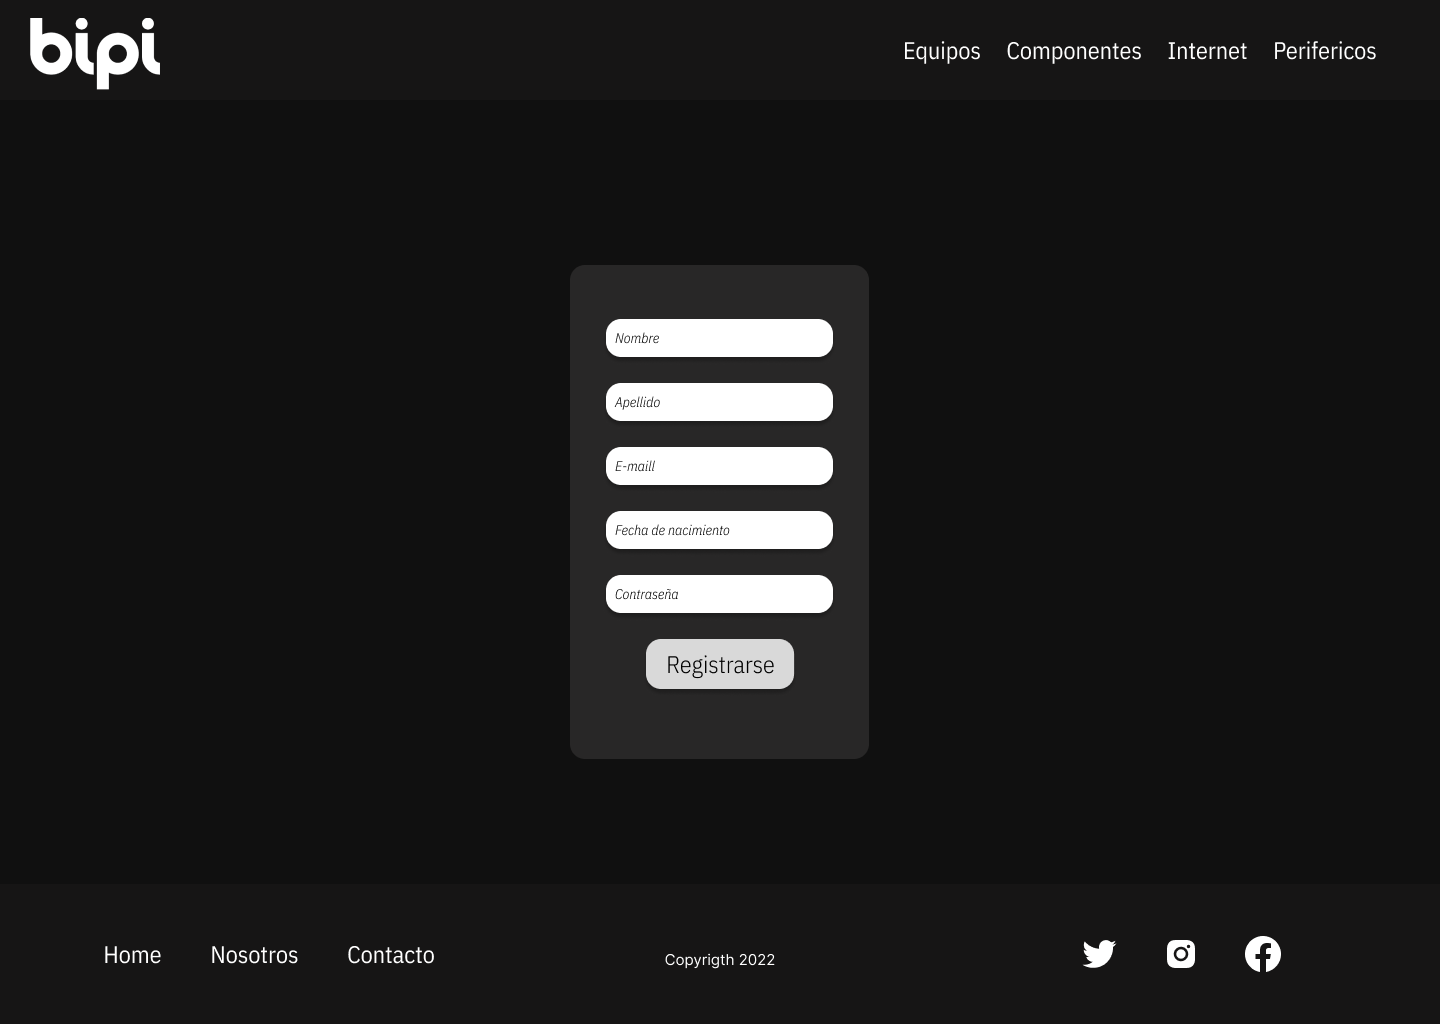 bipi
Equipos Componentes Internet Perifericos
Nombre
Apellido
E-maill
Fecha de nacimiento
Contraseña
Registrarse
Home Nosotros Contacto
Copyrigth 2022